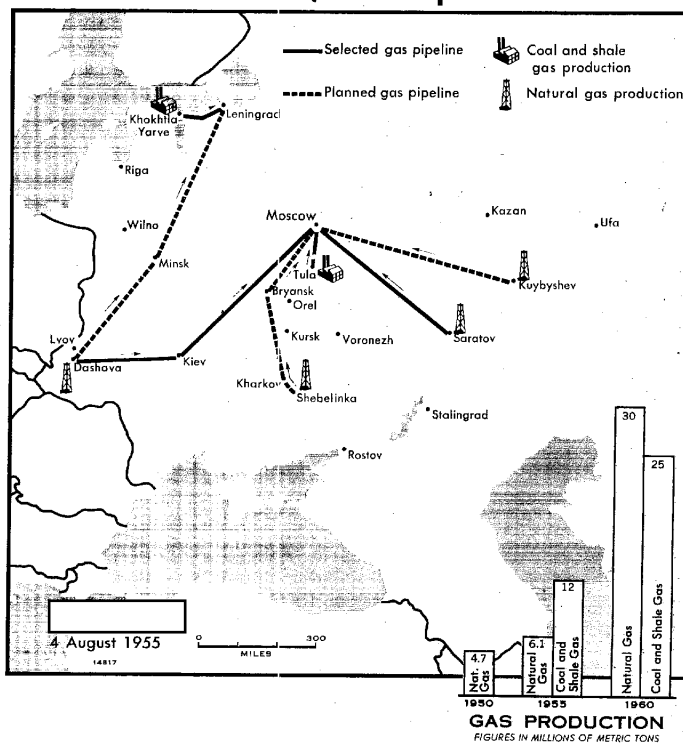 Selected gas pipeline
Coal and shale
gas production
Planned gas pipeline
Natural gas production
Khokhtla
Yarve
Leningrad
Riga
Wilno
Minsk
Moscow
Kazan
Ufa
Kuybyshev
Tula
Bryansk
Orel
Kursk
Voronezh
Saratov
Lvov
Dashava
Kiev
Kharkov
Shebelinka
Stalingrad
Rostov
4 August 1955
14817
0
300
MILES
4.7
Nat.
Gas
6.1
Natural
Gas
12
Coal and
Shale Gas
30
Natural Gas
25
Coal and Shale Gas
1950
1955
1960
GAS PRODUCTION
FIGURES IN MILLIONS OF METRIC TONS